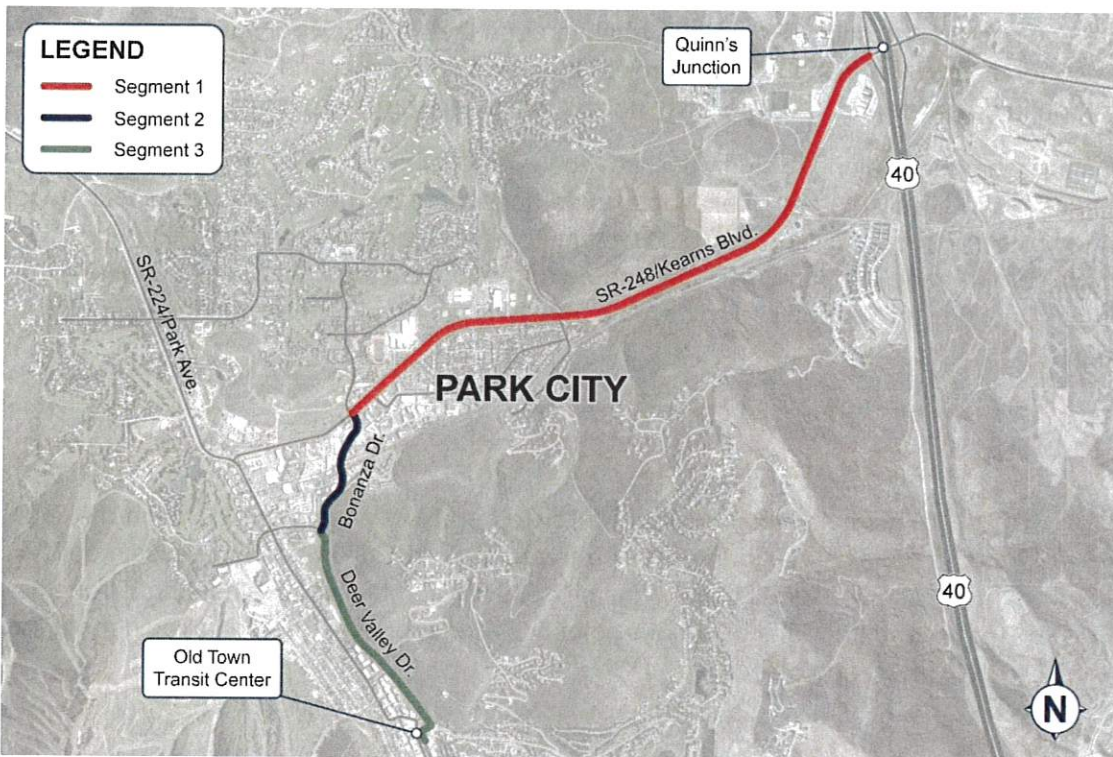 LEGEND
Segment 1
Segment 2
Segment 3
Quinn's
Junction
40
SR-224/Park Ave.
SR-248/Kearns Blvd.
PARK CITY
Bonanza Dr.
Deer Valley Dr.
40
Old Town
Transit Center
N